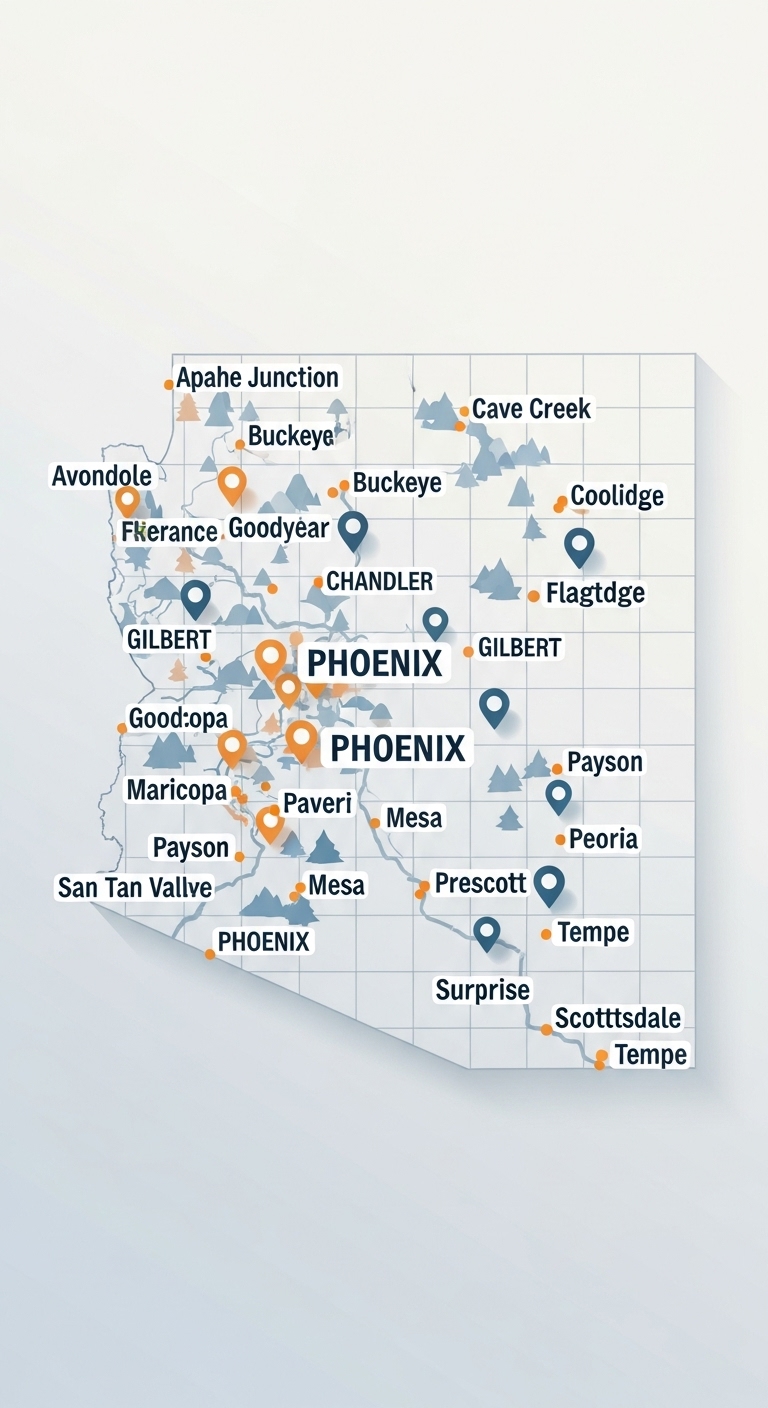 Apahe Junction
Cave Creek
Buckeye
Avondole
Buckeye
Coolidge
Goodyear
CHANDLER
Flagtdge
GILBERT
GILBERT
PHOENIX
Good:opa
PHOENIX
Payson
Maricopa
Paveri
Mesa
Peoria
Payson
San Tan Vallve
Mesa
Prescott
Tempe
PHOENIX
Surprise
Scotttsdale
Tempe